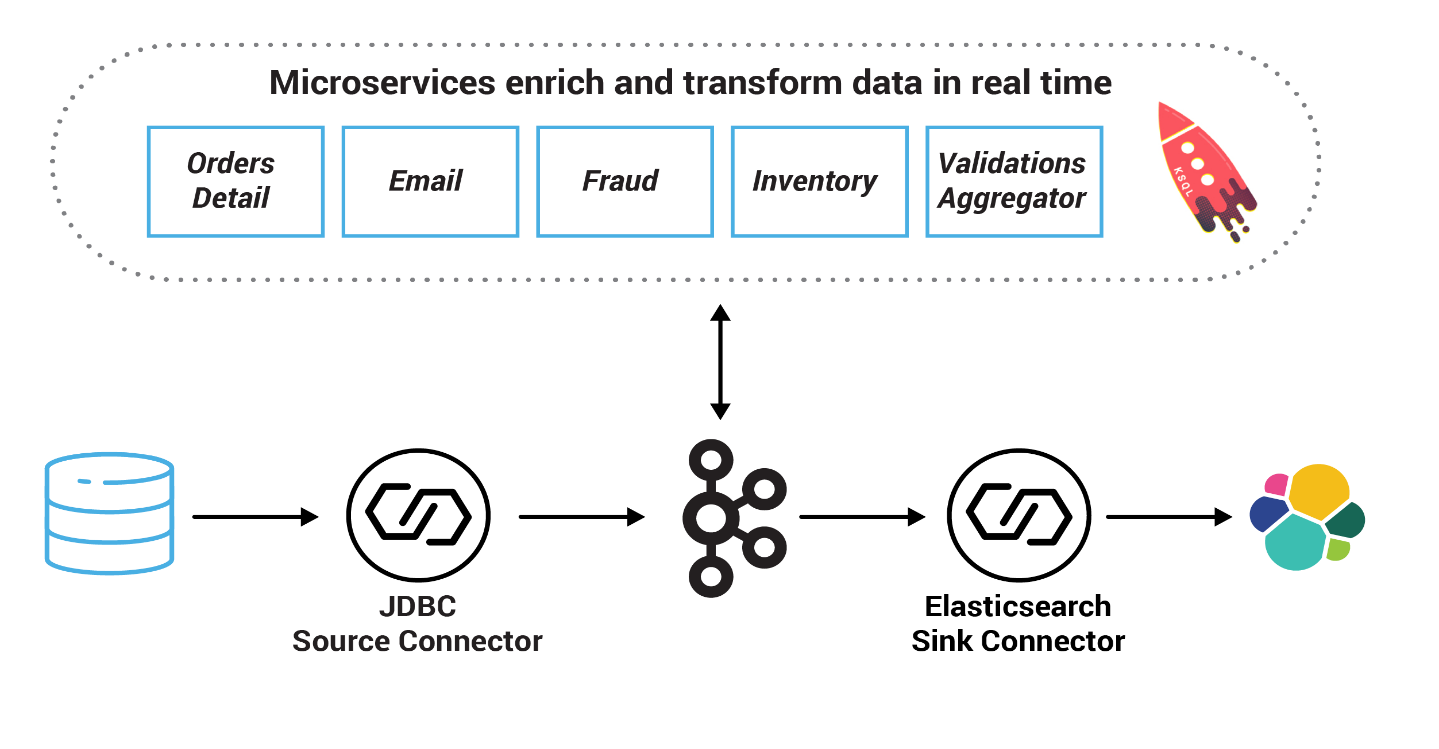 Microservices enrich and transform data in real time
Orders
Detail
Email
Fraud
Inventory
Validations
Aggregator
KSQL
JDBC
Source Connector
Elasticsearch
Sink Connector